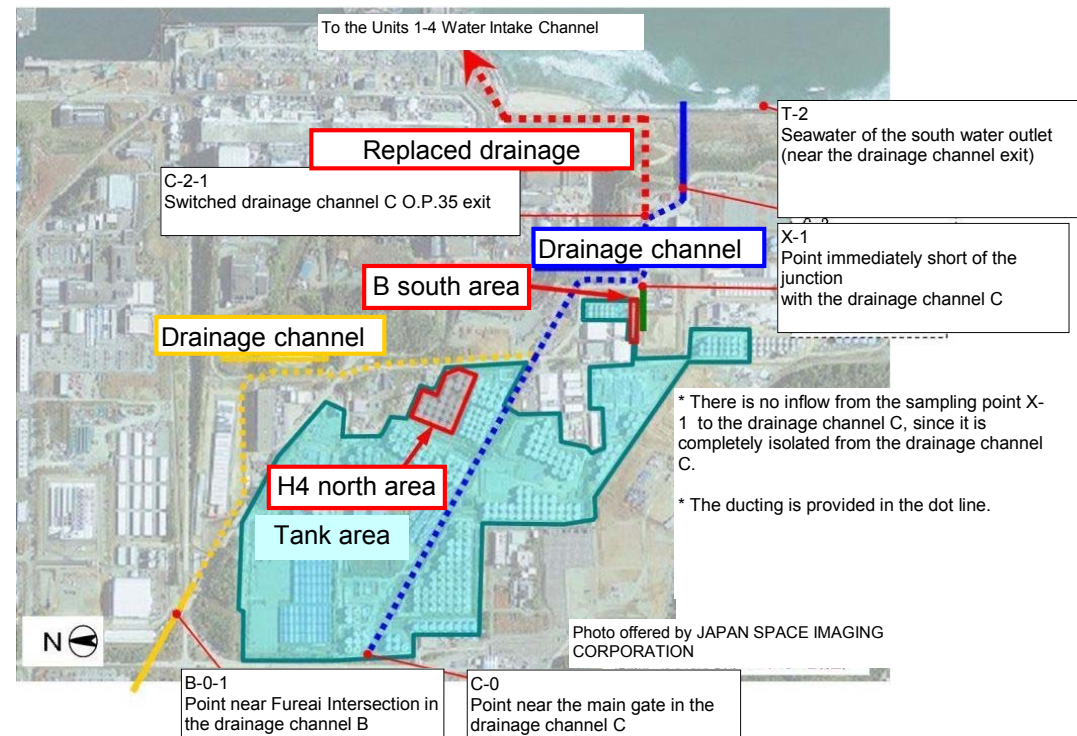 To the Units 1-4 Water Intake Channel
T-2
Seawater of the south water outlet
(near the drainage channel exit)
Replaced drainage
C-2-1
Switched drainage channel C O.P.35 exit
X-1
Point immediately short of the
junction
with the drainage channel C
Drainage channel
B south area
Drainage channel
* There is no inflow from the sampling point X-
1 to the drainage channel C, since it is
completely isolated from the drainage channel
C.
* The ducting is provided in the dot line.
H4 north area
Tank area
N
Photo offered by JAPAN SPACE IMAGING
CORPORATION
B-0-1
Point near Fureai Intersection in
the drainage channel B
C-0
Point near the main gate in the
drainage channel C